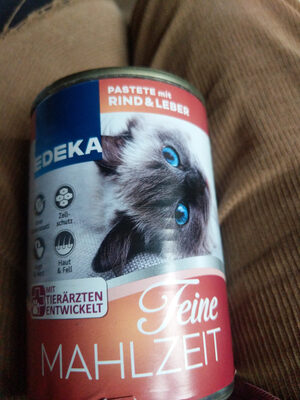 PASTETE mit
RIND & LEBER
EDEKA
Zell-
schutz
Haut
& Fell
MIT
TIERÄRZTEN
ENTWICKELT
Feine
MAHLZEIT